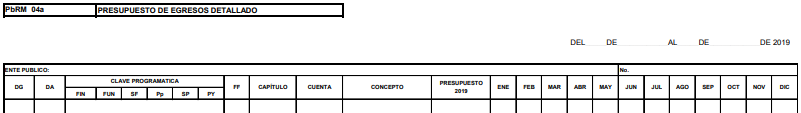 PbRM 04a PRESUPUESTO DE EGRESOS DETALLADO
DEL DE AL DE DE 2019
ENTE PUBLICO: No.
DG DA CLAVE PROGRAMATICA FF CAPÍTULO CUENTA CONCEPTO PRESUPUESTO 2019 ENE FEB MAR ABR MAY JUN JUL AGO SEP OCT NOV DIC
FIN FUN SF Pp SP PY